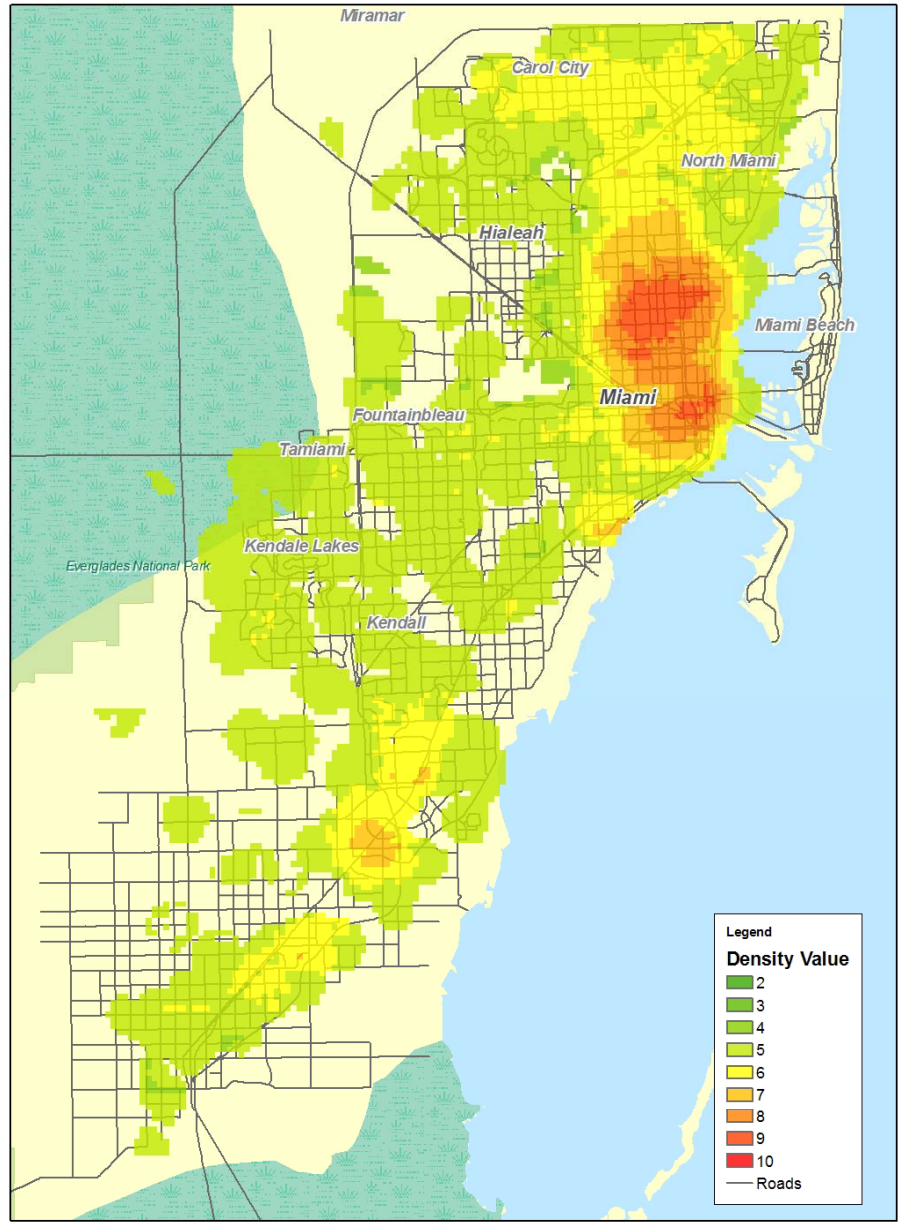 Miramar
Carol City
North Miami
Hialeah
Miami Beach
Miami
Fountainbleau
Tamiami
Kendale Lakes
Everglades National Park
Kendall
Legend
Density Value
2
3
4
5
6
7
8
9
10
Roads